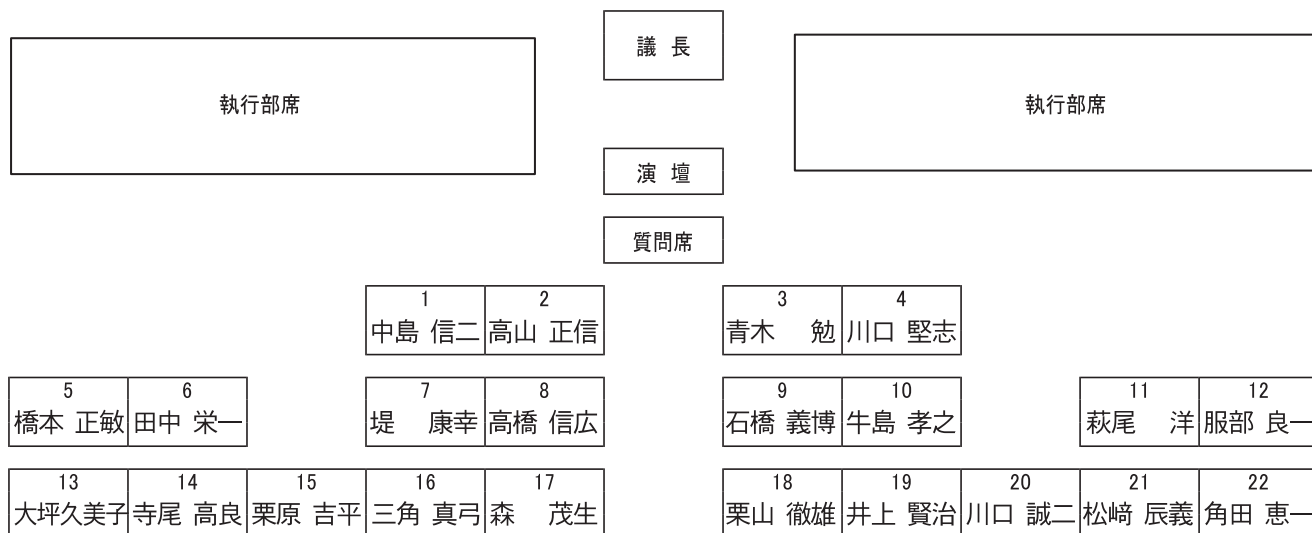 議 長
執行部席
執行部席
演 壇
質問席
1 2 3 4
中島 信二 高山 正信 青木 勉 川口 堅志
5 6 7 8 9 10 11 12
橋本 正敏 田中 栄一 堤 康幸 高橋 信広 石橋 義博 牛島 孝之 萩尾 洋 服部 良一
13 14 15 16 17 18 19 20 21 22
大坪久美子 寺尾 高良 栗原 吉平 三角 真弓 森 茂生 栗山 徹雄 井上 賢治 川口 誠二 松﨑 辰義 角田 恵一